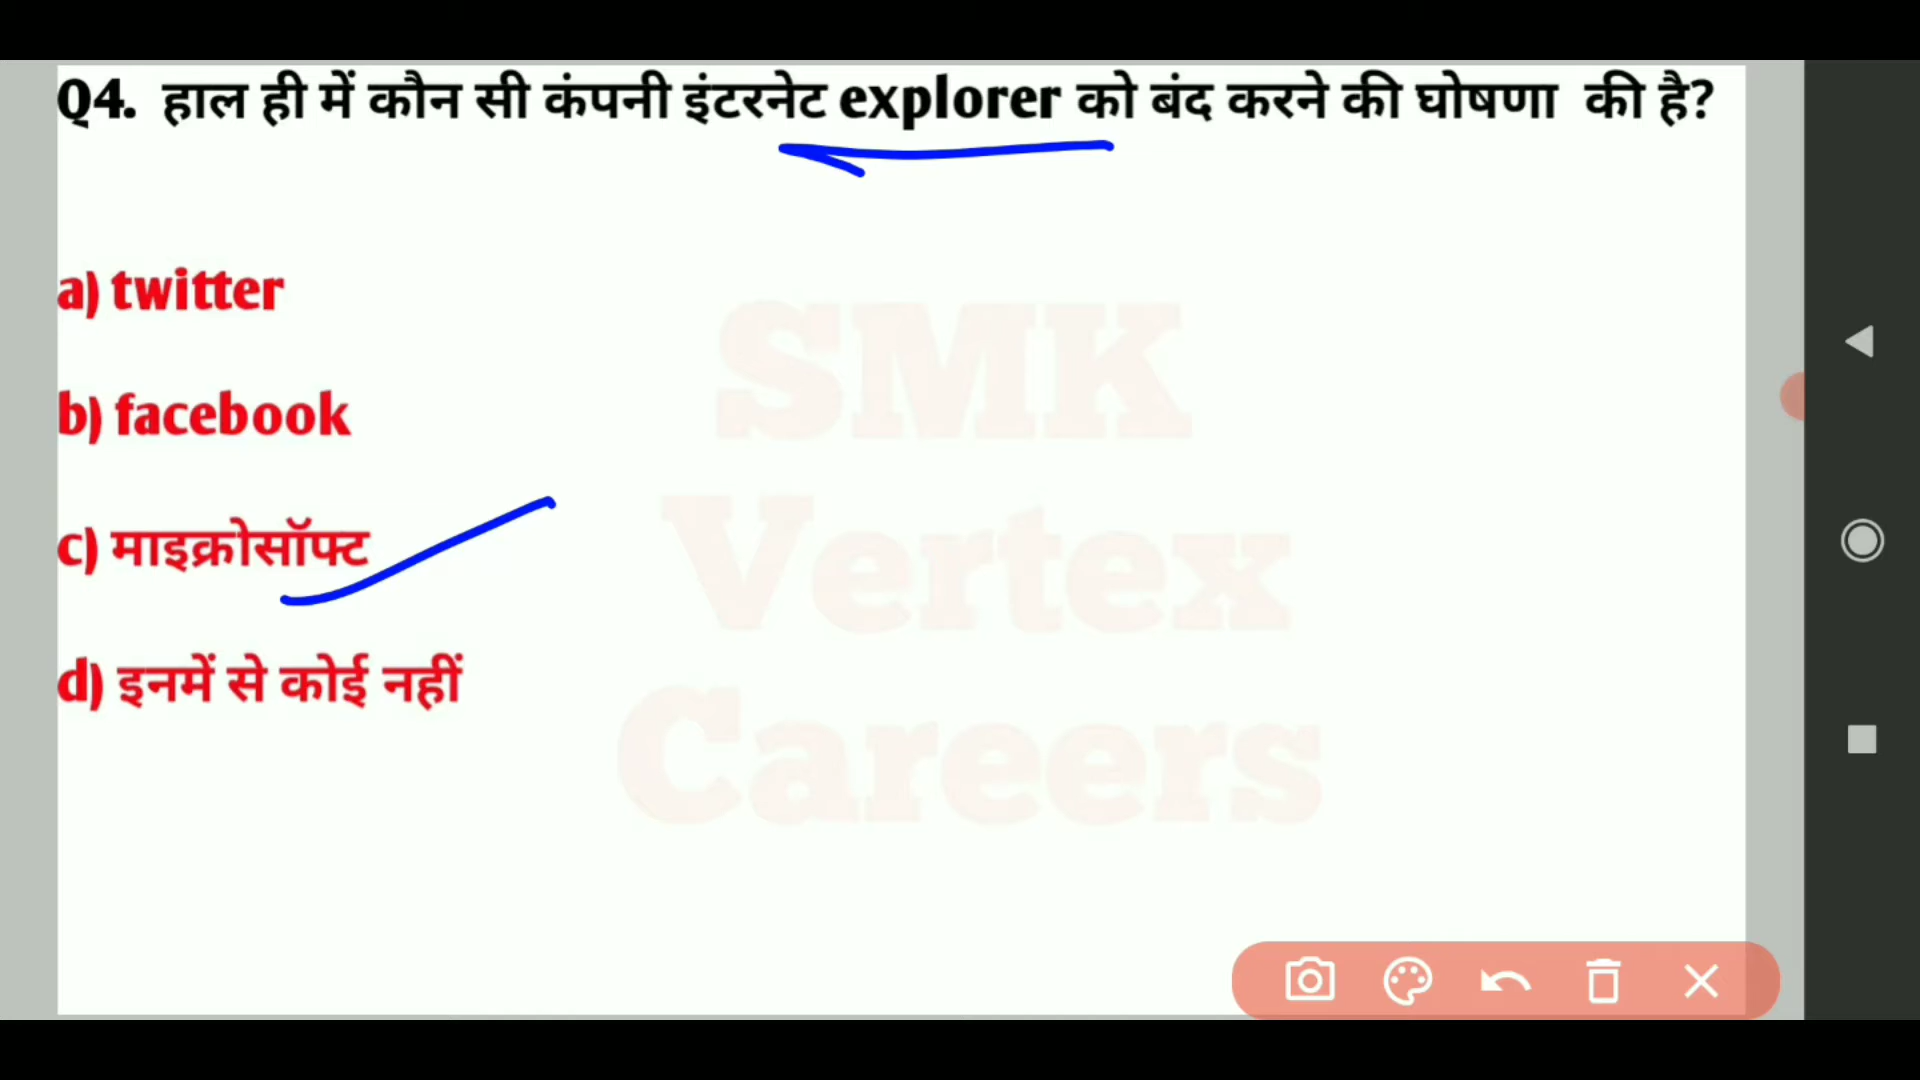 Q4. हाल ही में कौन सी कंपनी इंटरनेट explorer को बंद करने की घोषणा की है?
a) twitter
b) facebook
c) माइक्रोसॉफ्ट
d) इनमें से कोई नहीं
SMK
Vertex
Careers